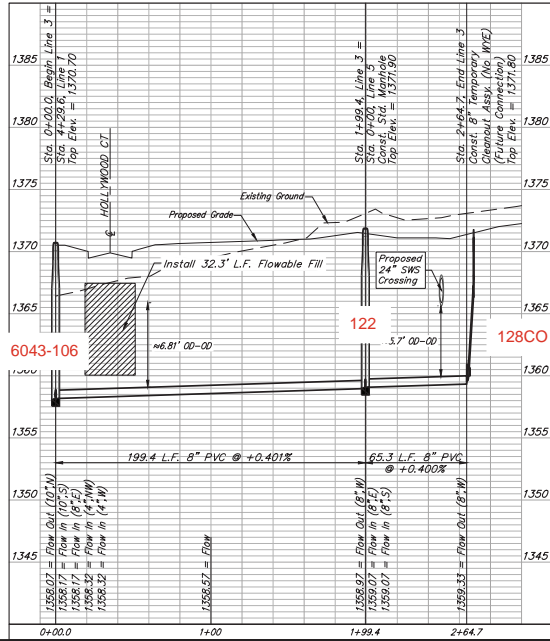 1385
1380
1375
1370
1365
1360
1355
1350
1345
Sta. 0+00.0, Begin Line 3 =
Sta. 4+29.6, Line 1
Top Elev. = 1370.70
℄ HOLLYWOOD CT
Sta. 1+99.4, Line 3 =
Sta. 0+00, Line 5
Const. Std. Manhole
Top Elev. = 1371.90
Sta. 2+64.7, End Line 3
Const. 8" Temporary
Cleanout Assy. (No WYE)
(Future Connection)
Top Elev. = 1371.80
1385
1380
1375
1370
1365
1360
1355
1350
1345
Existing Ground
Proposed Grade
Install 32.3' L.F. Flowable Fill
Proposed
24" SWS
Crossing
6043-106
122
128CO
≈6.81' OD-OD
5.7' OD-OD
199.4 L.F. 8" PVC @ +0.401%
65.3 L.F. 8" PVC
@ +0.400%
1358.07 = Flow Out (10",N)
1358.17 = Flow In (10",S)
1358.17 = Flow In (8",E)
1358.32 = Flow In (4",NW)
1358.32 = Flow In (4",W)
1358.57 = Flow
1358.97 = Flow Out (8",W)
1359.07 = Flow In (8",E)
1359.07 = Flow In (8",S)
1359.33 = Flow Out (8",W)
0+00.0
1+00
1+99.4
2+64.7